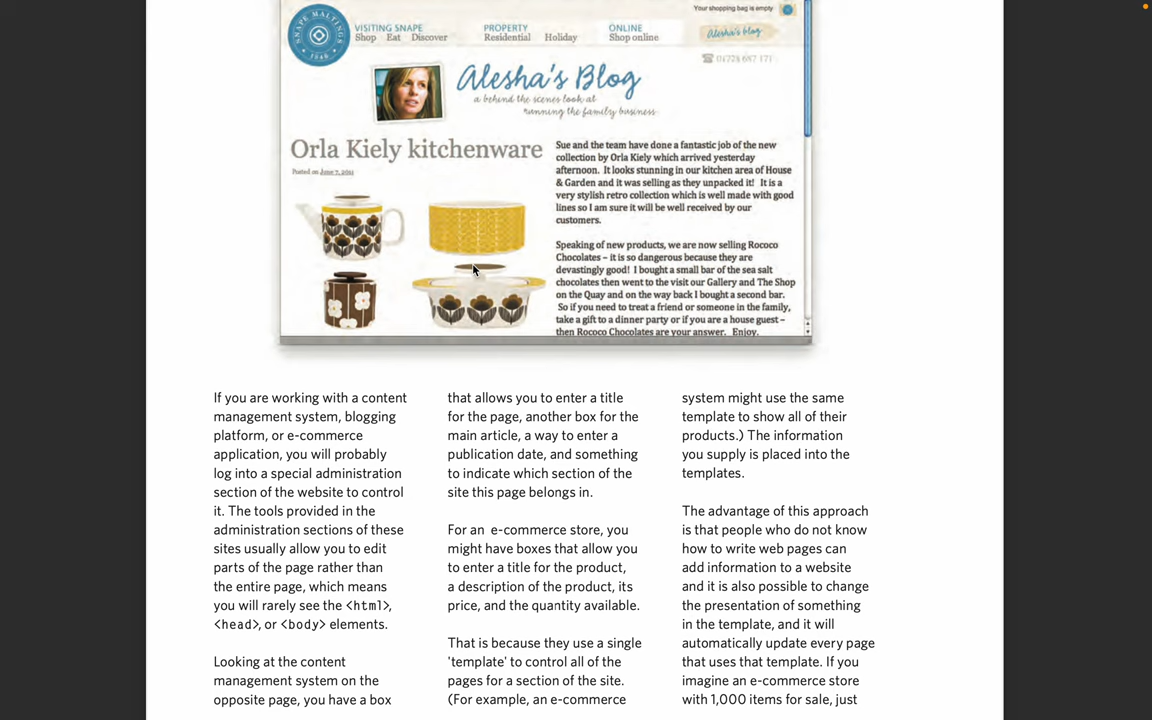 Your shopping bag is empty
SNAPE MALTINGS
VISITING SNAPE
Shop Eat Discover
PROPERTY
Residential Holiday
ONLINE
Shop online
Alesha's blog
01728 687 171
Alesha's Blog
a behind the scenes look at
running the family business
Orla Kiely kitchenware
Posted on June 7, 2011
Sue and the team have done a fantastic job of the new
collection by Orla Kiely which arrived yesterday
afternoon. It looks stunning in our kitchen area of House
& Garden and it was selling as they unpacked it! It is a
very stylish retro collection which is well made with good
lines so I am sure it will be well received by our
customers.
Speaking of new products, we are now selling Rococo
Chocolates – it is so dangerous because they are
devastingly good! I bought a small bar of the sea salt
chocolates then went to the visit our Gallery and The Shop
on the Quay and on the way back I bought a second bar.
So if you need to treat a friend or someone in the family,
take a gift to a dinner party or if you are a house guest –
then Rococo Chocolates are your answer. Enjoy.
If you are working with a content
management system, blogging
platform, or e-commerce
application, you will probably
log into a special administration
section of the website to control
it. The tools provided in the
administration sections of these
sites usually allow you to edit
parts of the page rather than
the entire page, which means
you will rarely see the <html>,
<head>, or <body> elements.
Looking at the content
management system on the
opposite page, you have a box
that allows you to enter a title
for the page, another box for the
main article, a way to enter a
publication date, and something
to indicate which section of the
site this page belongs in.
For an e-commerce store, you
might have boxes that allow you
to enter a title for the product,
a description of the product, its
price, and the quantity available.
That is because they use a single
'template' to control all of the
pages for a section of the site.
(For example, an e-commerce
system might use the same
template to show all of their
products.) The information
you supply is placed into the
templates.
The advantage of this approach
is that people who do not know
how to write web pages can
add information to a website
and it is also possible to change
the presentation of something
in the template, and it will
automatically update every page
that uses that template. If you
imagine an e-commerce store
with 1,000 items for sale, just